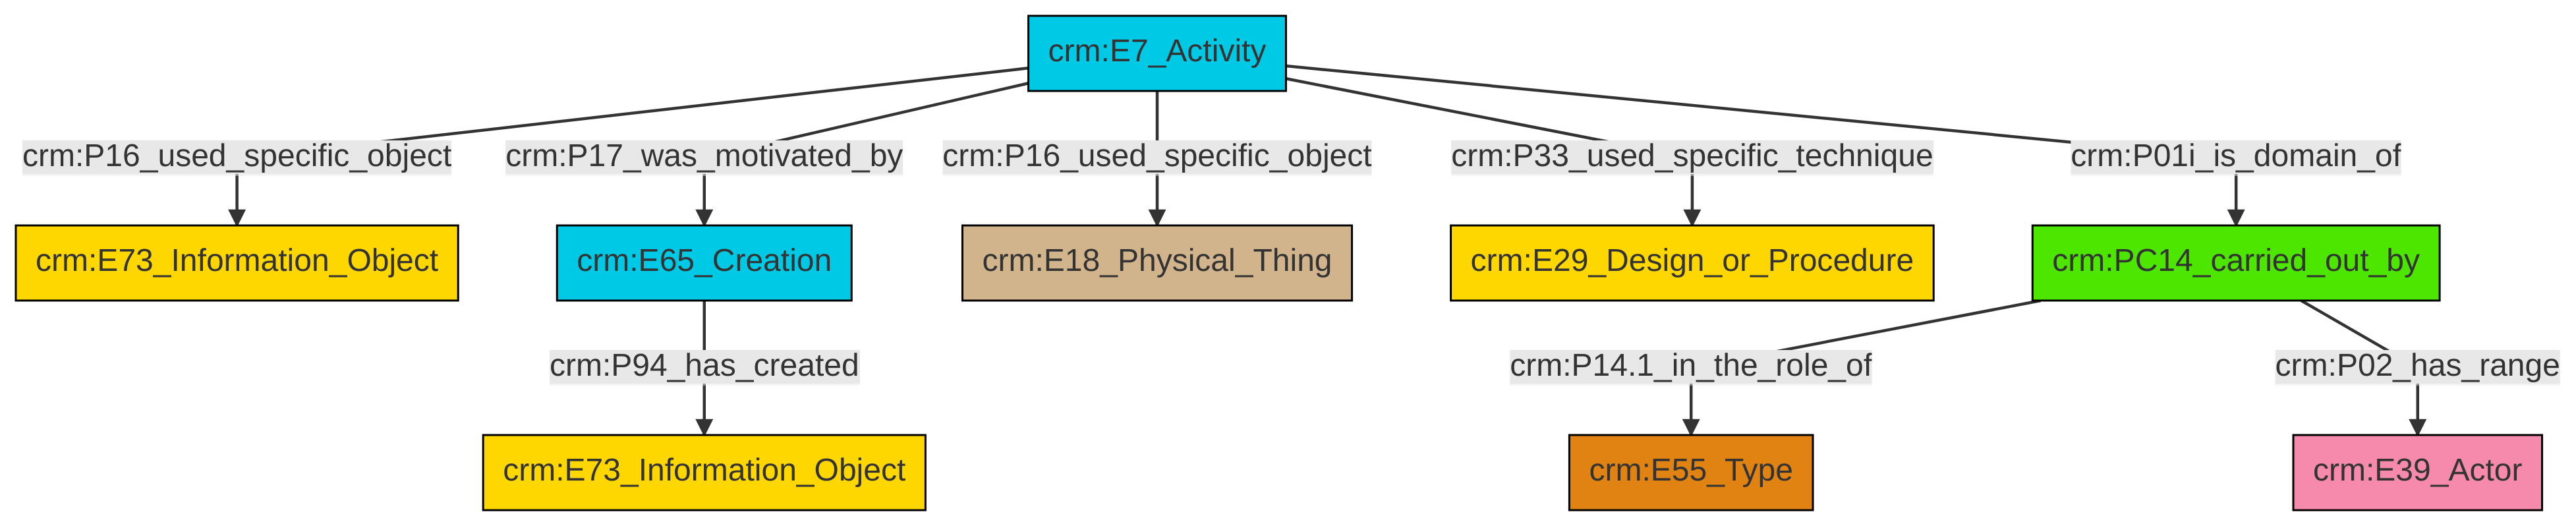 crm:E7_Activity
crm:P16_used_specific_object
crm:P17_was_motivated_by
crm:P16_used_specific_object
crm:P33_used_specific_technique
crm:P01i_is_domain_of
crm:E73_Information_Object
crm:E65_Creation
crm:E18_Physical_Thing
crm:E29_Design_or_Procedure
crm:PC14_carried_out_by
crm:P94_has_created
crm:P14.1_in_the_role_of
crm:P02_has_range
crm:E73_Information_Object
crm:E55_Type
crm:E39_Actor